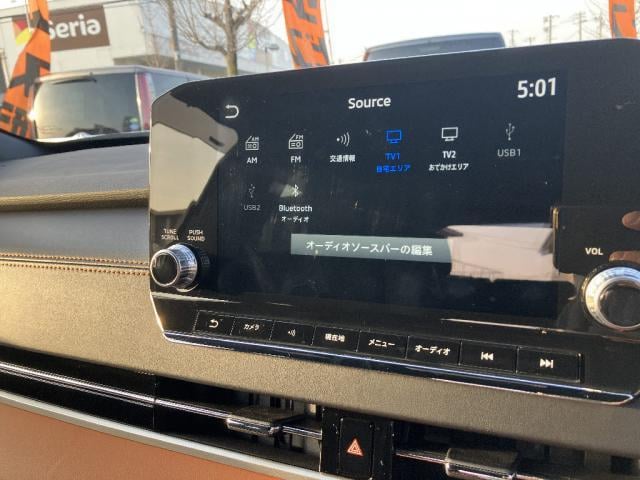 Seria
Source
5:01
AM
AM
FM
FM
交通情報
TV1
自宅エリア
TV2
おでかけエリア
USB1
USB2
Bluetooth
オーディオ
オーディオソースバーの編集
TUNE
SCROLL
PUSH
SOUND
VOL
カメラ
現在地
メニュー
オーディオ